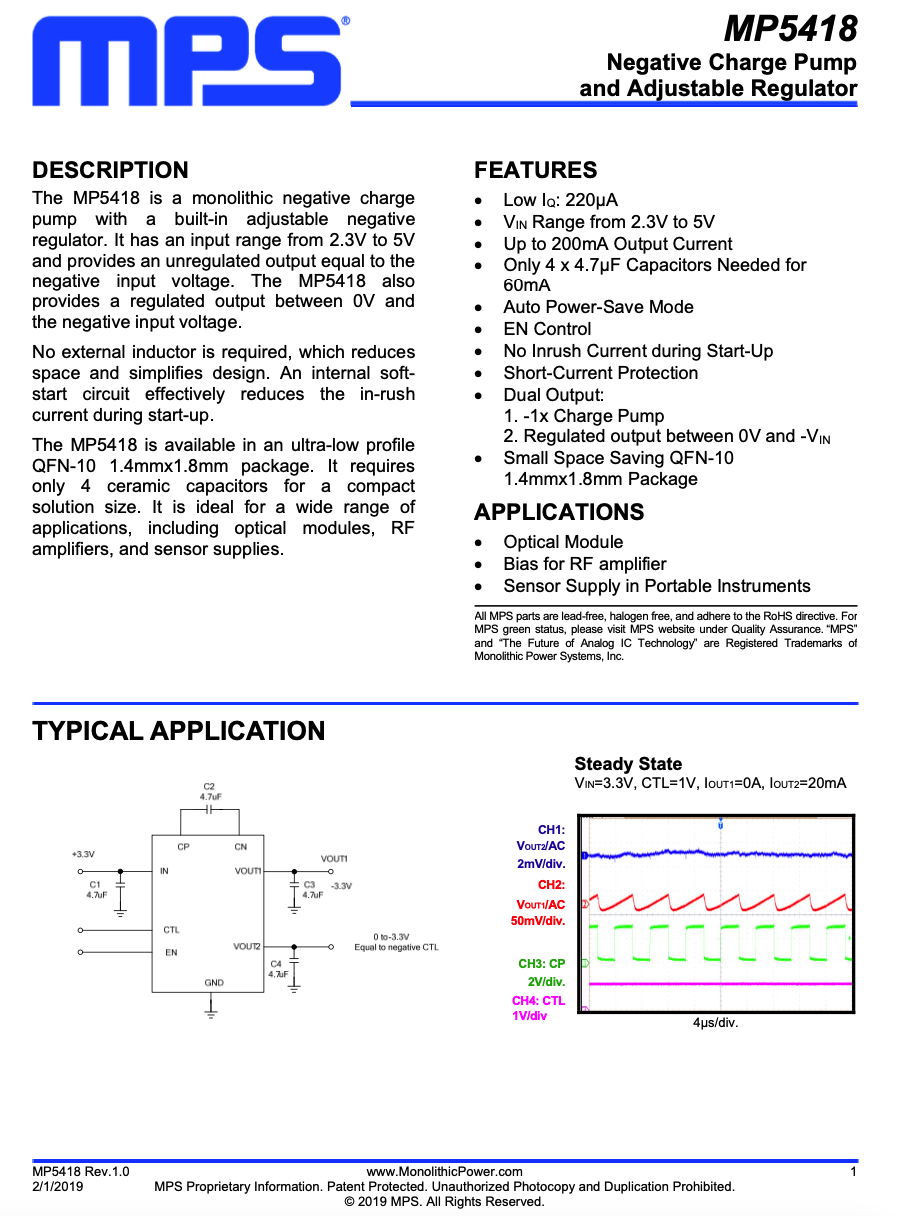 MPS®
MP5418
Negative Charge Pump
and Adjustable Regulator
DESCRIPTION
The MP5418 is a monolithic negative charge
pump with a built-in adjustable negative
regulator. It has an input range from 2.3V to 5V
and provides an unregulated output equal to the
negative input voltage. The MP5418 also
provides a regulated output between 0V and
the negative input voltage.
No external inductor is required, which reduces
space and simplifies design. An internal soft-
start circuit effectively reduces the in-rush
current during start-up.
The MP5418 is available in an ultra-low profile
QFN-10 1.4mmx1.8mm package. It requires
only 4 ceramic capacitors for a compact
solution size. It is ideal for a wide range of
applications, including optical modules, RF
amplifiers, and sensor supplies.
FEATURES
• Low IQ: 220µA
• VIN Range from 2.3V to 5V
• Up to 200mA Output Current
• Only 4 x 4.7µF Capacitors Needed for
60mA
• Auto Power-Save Mode
• EN Control
• No Inrush Current during Start-Up
• Short-Current Protection
• Dual Output:
1. -1x Charge Pump
2. Regulated output between 0V and -VIN
• Small Space Saving QFN-10
1.4mmx1.8mm Package
APPLICATIONS
• Optical Module
• Bias for RF amplifier
• Sensor Supply in Portable Instruments
All MPS parts are lead-free, halogen free, and adhere to the RoHS directive. For
MPS green status, please visit MPS website under Quality Assurance. “MPS”
and “The Future of Analog IC Technology” are Registered Trademarks of
Monolithic Power Systems, Inc.
TYPICAL APPLICATION
C2
4.7uF
CP
CN
+3.3V
IN
VOUT1
VOUT1
C1
4.7uF
C3
4.7uF
-3.3V
CTL
EN
VOUT2
0 to-3.3V
Equal to negative CTL
C4
4.7uF
GND
Steady State
VIN=3.3V, CTL=1V, IOUT1=0A, IOUT2=20mA
CH1:
VOUT2/AC
2mV/div.
CH2:
VOUT1/AC
50mV/div.
CH3: CP
2V/div.
CH4: CTL
1V/div
4µs/div.
MP5418 Rev.1.0
www.MonolithicPower.com
1
2/1/2019
MPS Proprietary Information. Patent Protected. Unauthorized Photocopy and Duplication Prohibited.
© 2019 MPS. All Rights Reserved.